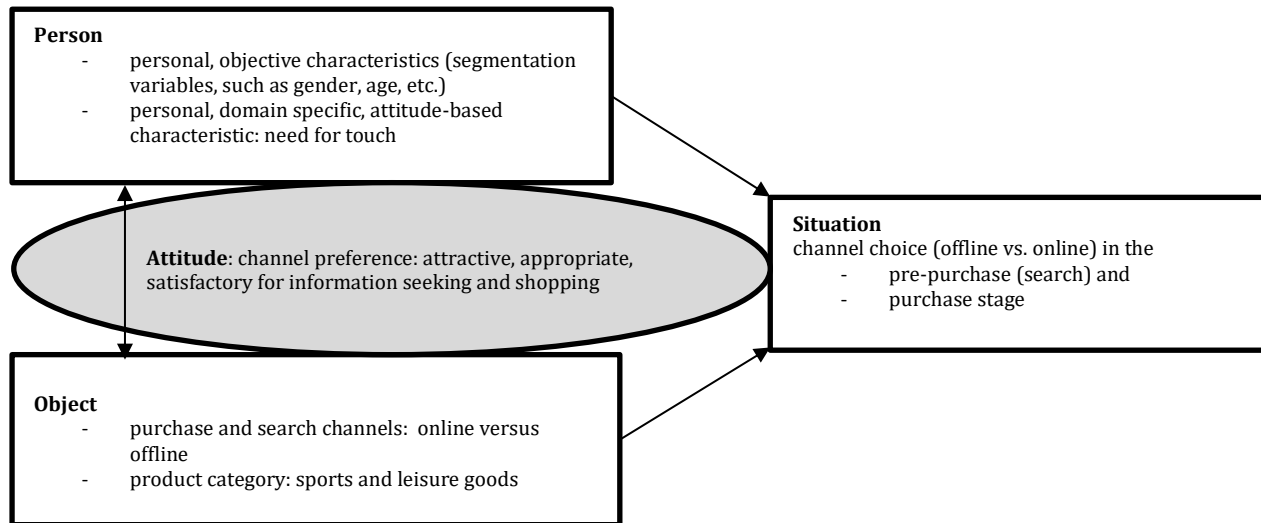 Person
- personal, objective characteristics (segmentation
variables, such as gender, age, etc.)
- personal, domain specific, attitude-based
characteristic: need for touch
Attitude: channel preference: attractive, appropriate,
satisfactory for information seeking and shopping
Situation
channel choice (offline vs. online) in the
- pre-purchase (search) and
- purchase stage
Object
- purchase and search channels: online versus
offline
- product category: sports and leisure goods